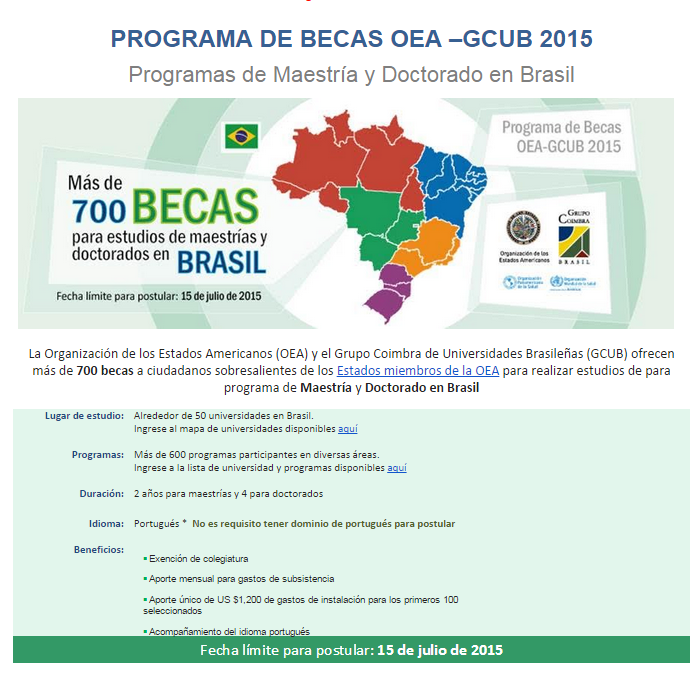 PROGRAMA DE BECAS OEA –GCUB 2015
Programas de Maestría y Doctorado en Brasil
Más de
700 BECAS
para estudios de maestrías y
doctorados en BRASIL
Fecha límite para postular: 15 de julio de 2015
Programa de Becas
OEA-GCUB 2015
Organización de los
Estados Americanos
GRUPO
COIMBRA
BRASIL
Organización
Panamericana
de la Salud
Organización
Mundial de la Salud
La Organización de los Estados Americanos (OEA) y el Grupo Coimbra de Universidades Brasileñas (GCUB) ofrecen
más de 700 becas a ciudadanos sobresalientes de los Estados miembros de la OEA para realizar estudios de para
programa de Maestría y Doctorado en Brasil
Lugar de estudio: Alrededor de 50 universidades en Brasil.
Ingrese al mapa de universidades disponibles aquí
Programas: Más de 600 programas participantes en diversas áreas.
Ingrese a la lista de universidad y programas disponibles aquí
Duración: 2 años para maestrías y 4 para doctorados
Idioma: Portugués * No es requisito tener dominio de portugués para postular
Beneficios:
▪ Exención de colegiatura
▪ Aporte mensual para gastos de subsistencia
▪ Aporte único de US $1,200 de gastos de instalación para los primeros 100
seleccionados
▪ Acompañamiento del idioma portugués
Fecha límite para postular: 15 de julio de 2015